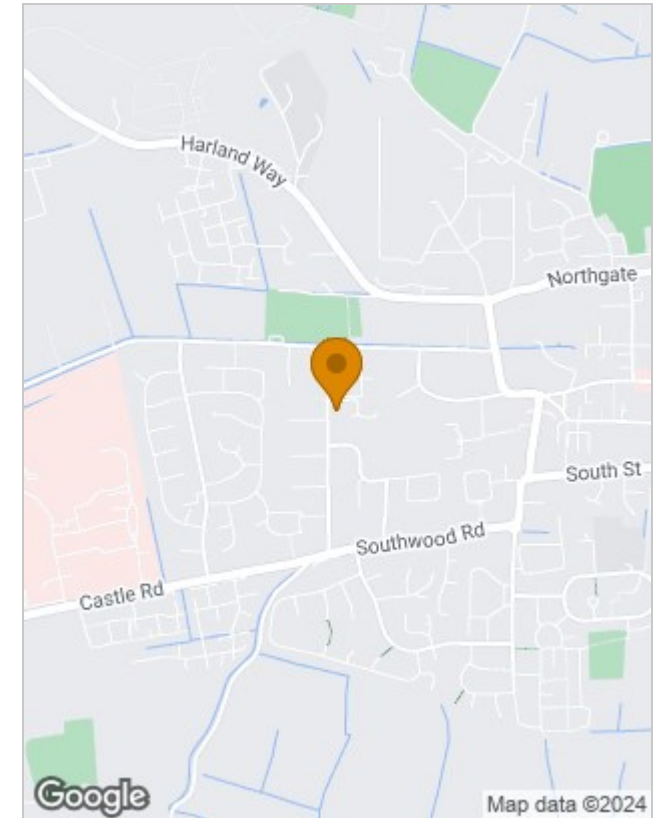 Harland Way
Northgate
South St
Southwood Rd
Castle Rd
Google
Map data ©2024